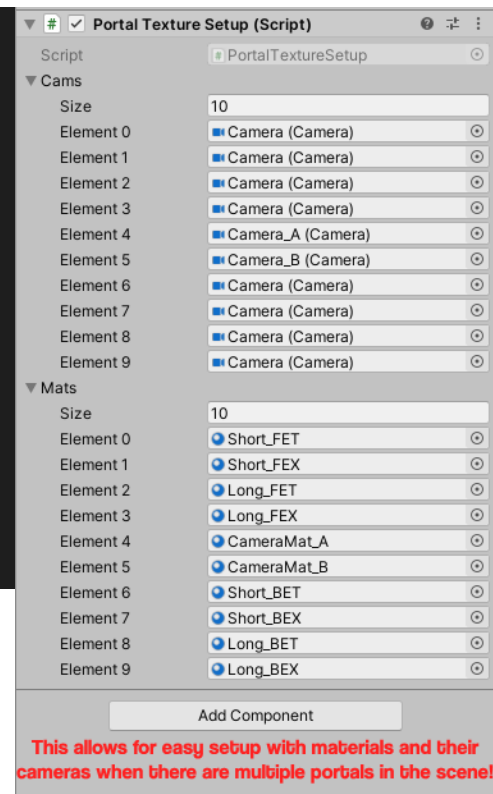 Portal Texture Setup (Script)
Script PortalTextureSetup
Cams
Size 10
Element 0 Camera (Camera)
Element 1 Camera (Camera)
Element 2 Camera (Camera)
Element 3 Camera (Camera)
Element 4 Camera_A (Camera)
Element 5 Camera_B (Camera)
Element 6 Camera (Camera)
Element 7 Camera (Camera)
Element 8 Camera (Camera)
Element 9 Camera (Camera)
Mats
Size 10
Element 0 Short_FET
Element 1 Short_FEX
Element 2 Long_FET
Element 3 Long_FEX
Element 4 CameraMat_A
Element 5 CameraMat_B
Element 6 Short_BET
Element 7 Short_BEX
Element 8 Long_BET
Element 9 Long_BEX
Add Component
This allows for easy setup with materials and their
cameras when there are multiple portals in the scene!